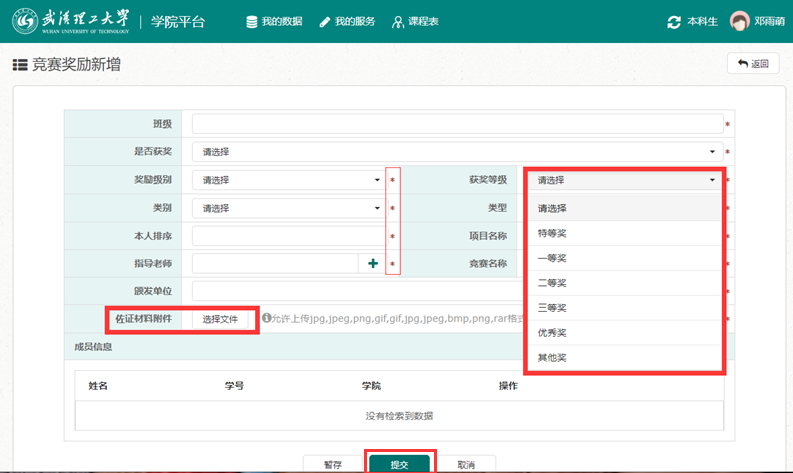 武汉理工大学 WUHAN UNIVERSITY OF TECHNOLOGY 学院平台 我的数据 我的服务 课程表 本科生 邓雨萌
竞赛奖励新增 返回
班级 *
是否获奖 请选择 *
奖励级别 请选择 * 获奖等级 请选择 *
类别 请选择 * 类型 请选择 *
本人排序 * 项目名称 特等奖 *
指导老师 * 竞赛名称 一等奖 *
颁发单位 二等奖 *
佐证材料附件 选择文件 允许上传jpg,jpeg,png,gif,gif,jpg,jpeg,bmp,png,rar格式 三等奖 *
成员信息 优秀奖
其他奖
姓名 学号 学院 操作
没有检索到数据
暂存 提交 取消